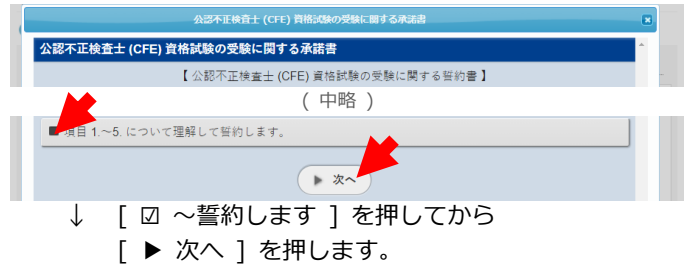 公認不正検査士 (CFE) 資格試験の受験に関する承諾書
公認不正検査士 (CFE) 資格試験の受験に関する承諾書
【 公認不正検査士 (CFE) 資格試験の受験に関する誓約書 】
( 中略 )
■ 項目 1.～5. について理解して誓約します。
▶ 次へ
↓ [ ☑ ～誓約します ] を押してから
[ ▶ 次へ ] を押します。